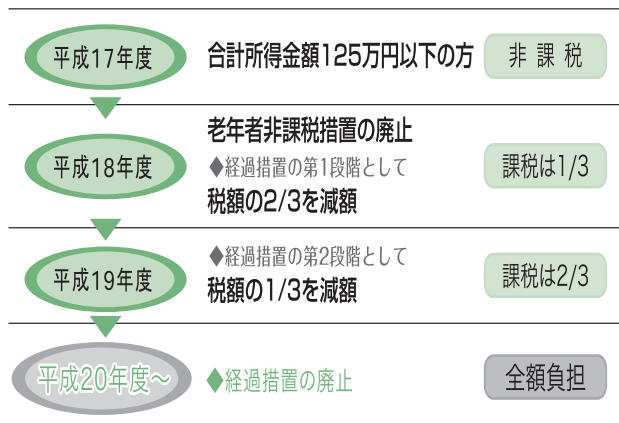 平成17年度
合計所得金額125万円以下の方
非課税
平成18年度
老年者非課税措置の廃止
◆経過措置の第1段階として
税額の2/3を減額
課税は1/3
平成19年度
◆経過措置の第2段階として
税額の1/3を減額
課税は2/3
平成20年度～
◆経過措置の廃止
全額負担